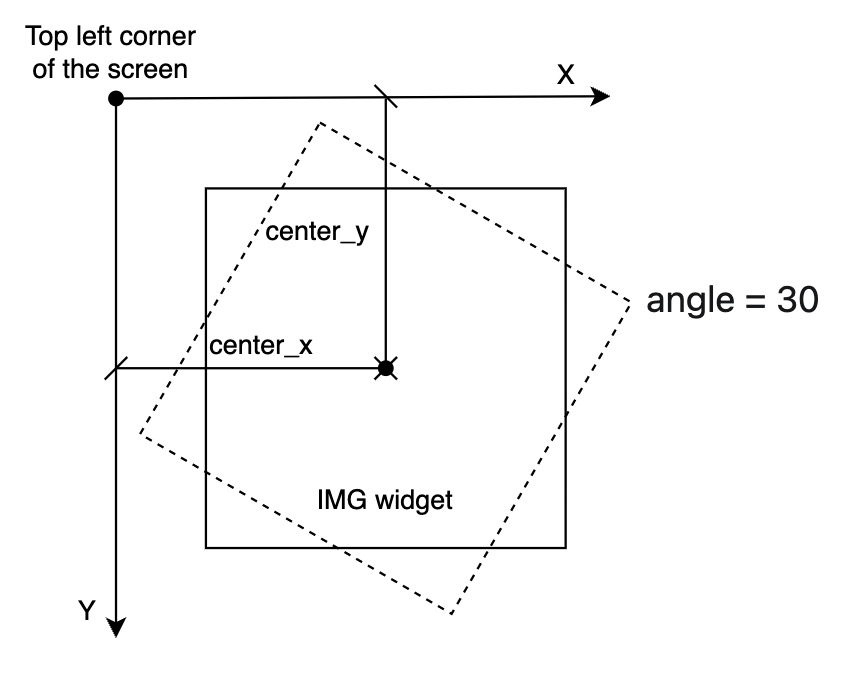 Top left corner
of the screen
X
center_y
angle = 30
center_x
IMG widget
Y